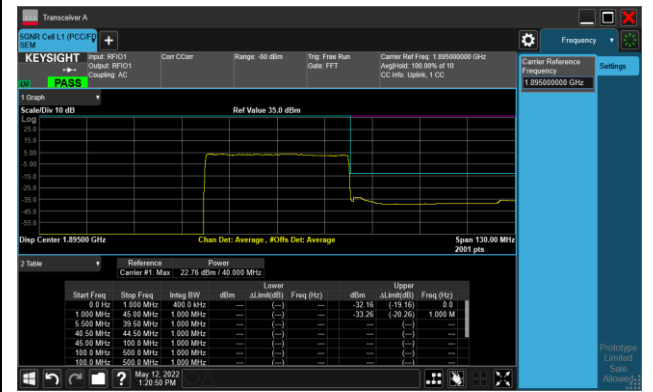 Transceiver A
5GNR Cell L1 (PCC/FD
SEM
Frequency
KEYSIGHT Input: RFIO1 Corr CCorr Range: -60 dBm Trig: Free Run Carrier Ref Freq: 1.895000000 GHz
Output: RFIO1 Gate: FFT Avg|Hold: 100.00% of 10
Coupling: AC CC Info: Uplink, 1 CC
PASS
Carrier Reference
Frequency
1.895000000 GHz
Settings
1 Graph
Scale/Div 10 dB Ref Value 35.0 dBm
Log
25.0
15.0
5.00
-5.00
-15.0
-25.0
-35.0
-45.0
-55.0
Disp Center 1.89500 GHz Chan Det: Average , #Offs Det: Average Span 130.00 MHz
2001 pts
2 Table
Reference Power
Carrier #1: Max 22.76 dBm / 40.000 MHz
Lower Upper
Start Freq Stop Freq Integ BW dBm ΔLimit(dB) Freq (Hz) dBm ΔLimit(dB) Freq (Hz)
0.0 Hz 1.000 MHz 400.0 kHz --- (---) --- -32.16 (-19.16) 0.0
1.000 MHz 45.00 MHz 1.000 MHz --- (---) --- -33.26 (-20.26) 1.000 M
5.500 MHz 39.50 MHz 1.000 MHz --- (---) --- --- (---) ---
40.50 MHz 44.50 MHz 1.000 MHz --- (---) --- --- (---) ---
45.00 MHz 100.0 MHz 1.000 MHz --- (---) --- --- (---) ---
100.0 MHz 500.0 MHz 1.000 MHz --- (---) --- --- (---) ---
100.0 MHz 500.0 MHz 1.000 MHz --- (---) --- --- (---) ---
Prototype
Limited
Sale
Allowed
May 12, 2022
1:20:50 PM